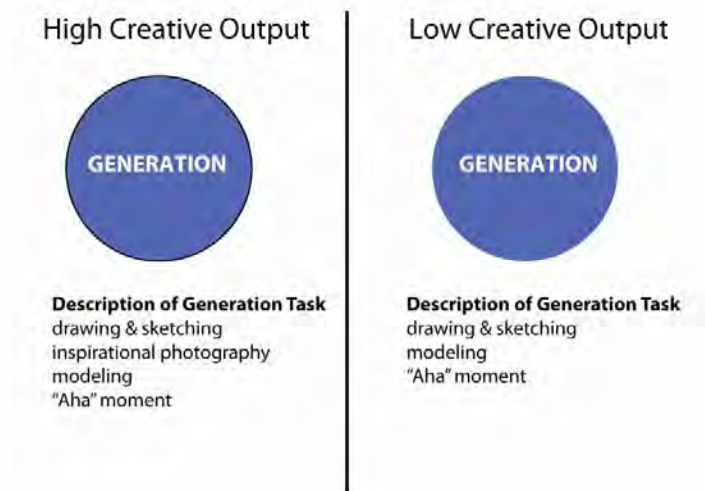 High Creative Output
GENERATION
Description of Generation Task
drawing & sketching
inspirational photography
modeling
"Aha" moment
Low Creative Output
GENERATION
Description of Generation Task
drawing & sketching
modeling
"Aha" moment